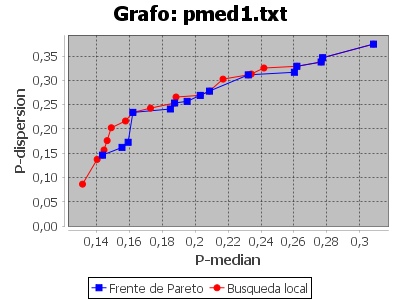 Grafo: pmed1.txt
P-dispersion
0,35
0,30
0,25
0,20
0,15
0,10
0,05
0,00
0,14 0,16 0,18 0,2 0,22 0,24 0,26 0,28 0,3
P-median
Frente de Pareto Busqueda local